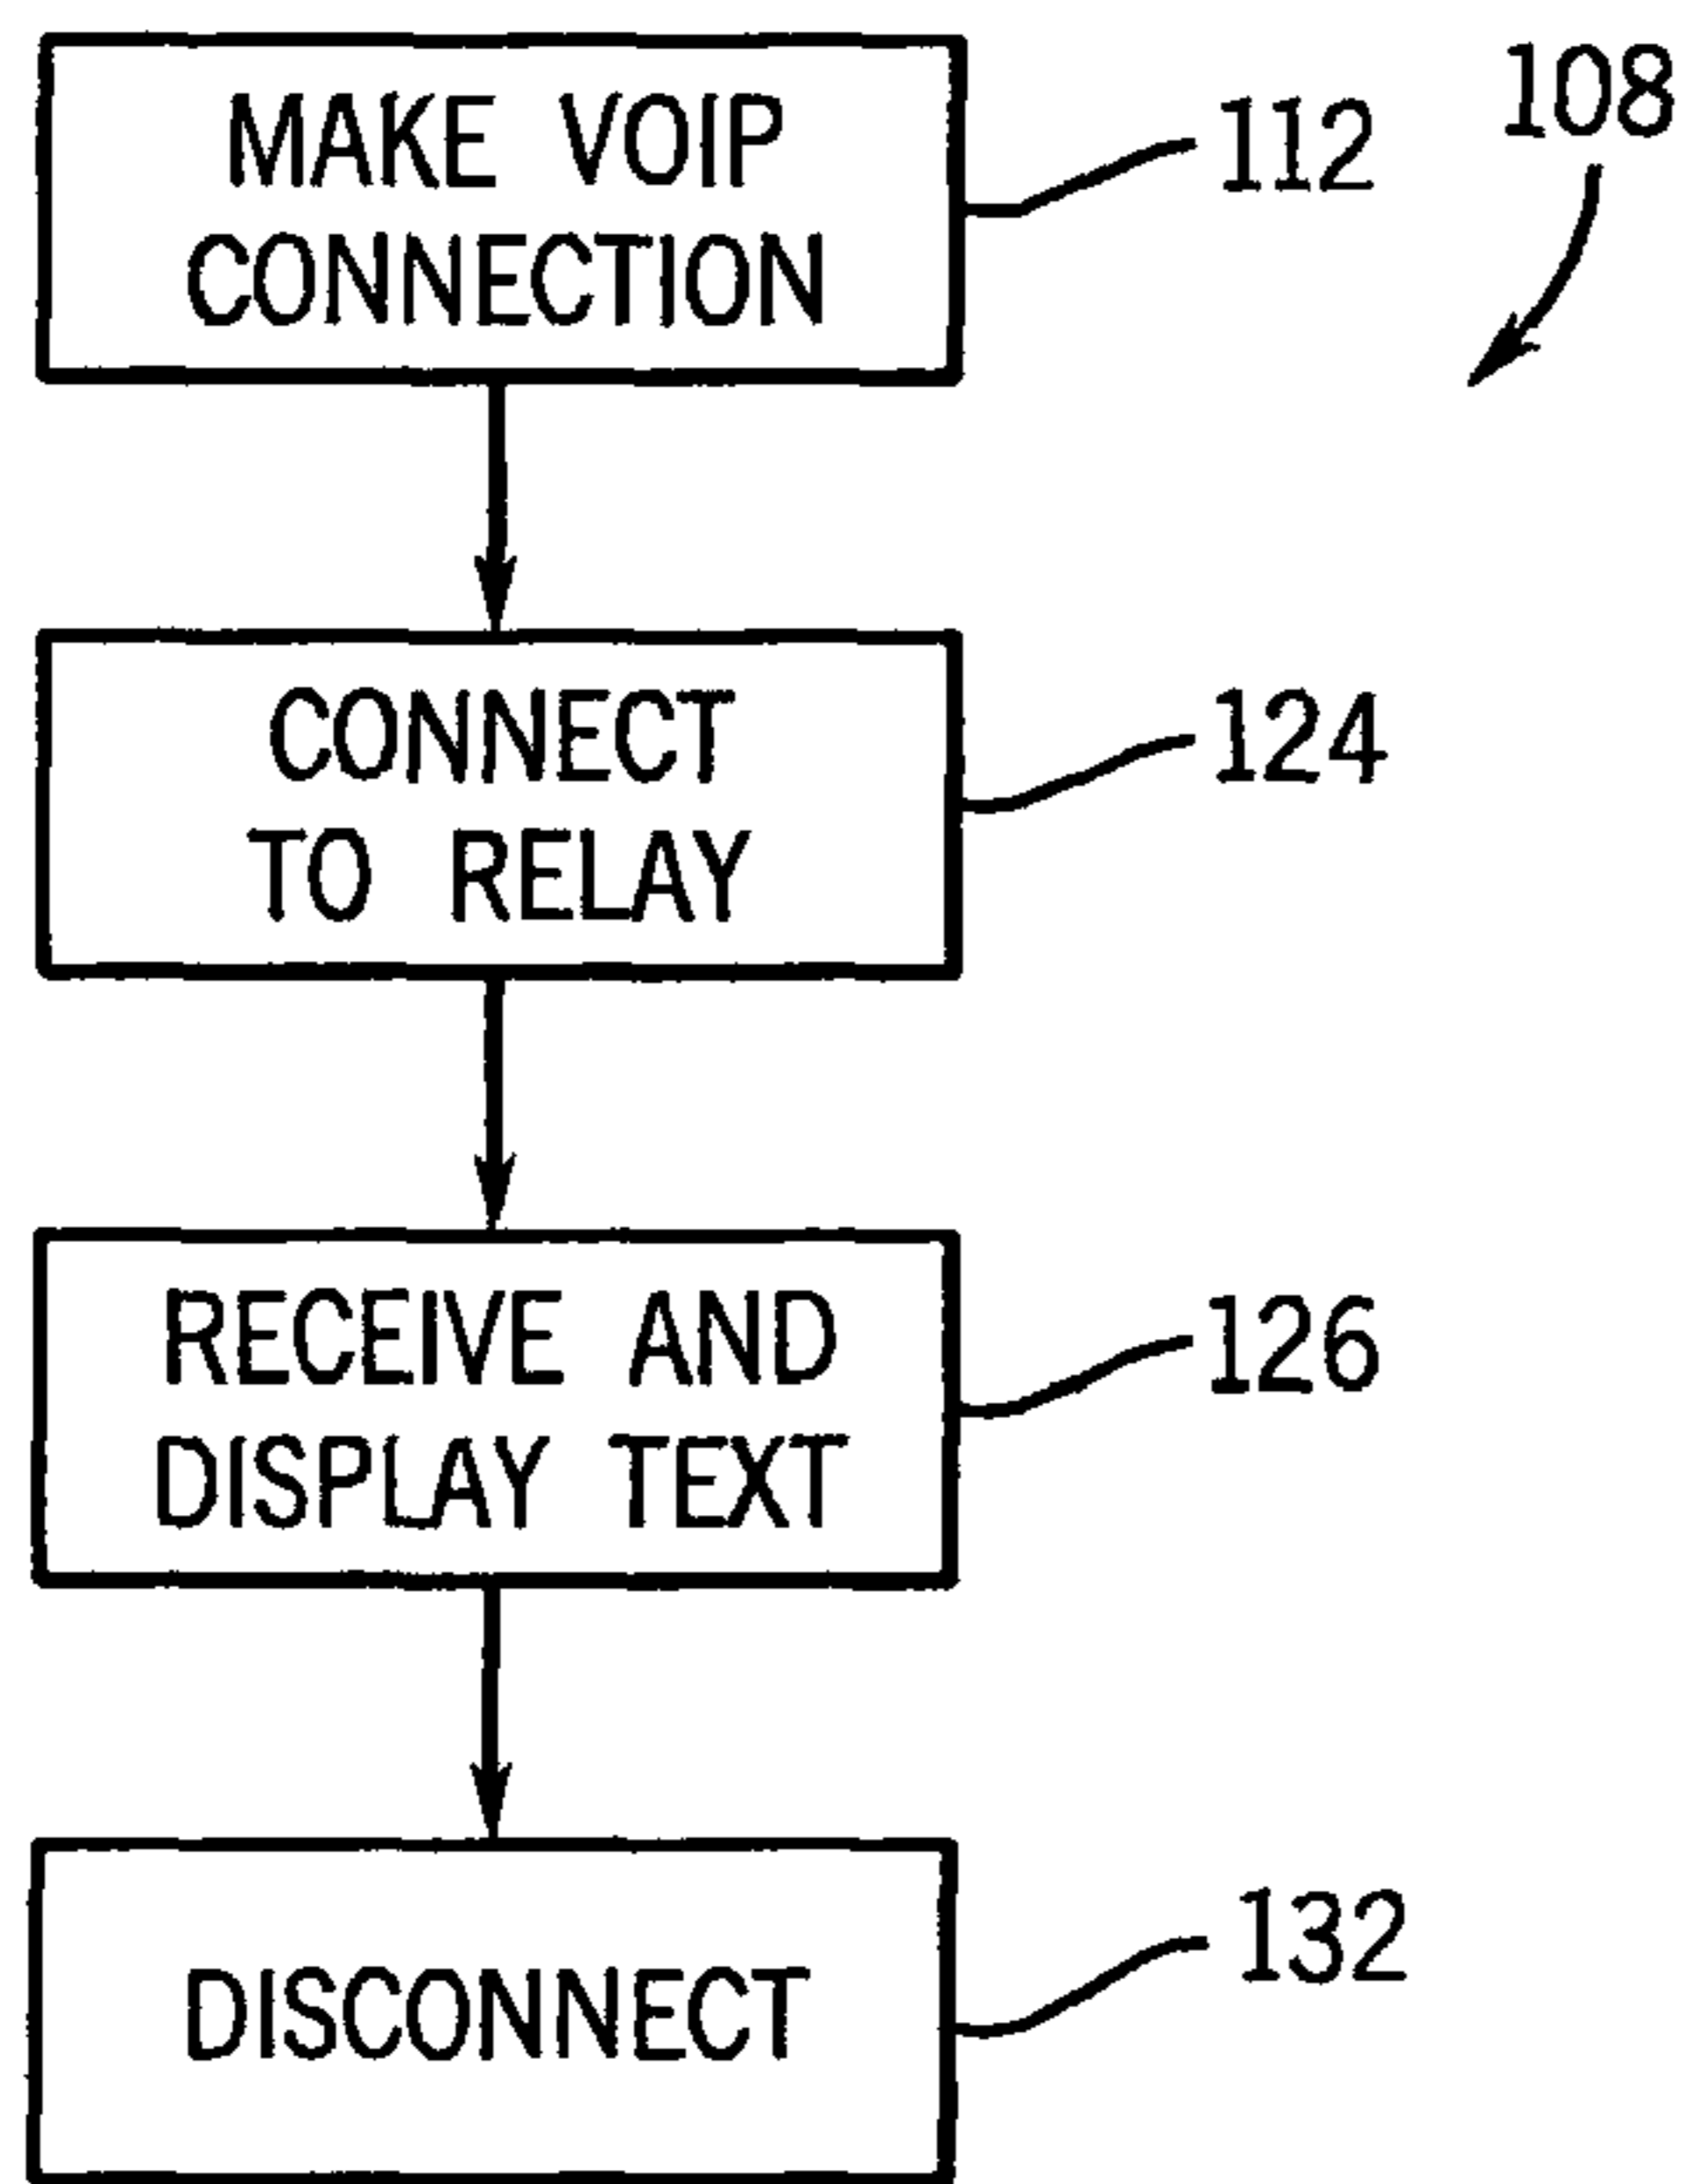 MAKE VOIP
CONNECTION
112
108
CONNECT
TO RELAY
124
RECEIVE AND
DISPLAY TEXT
126
DISCONNECT
132